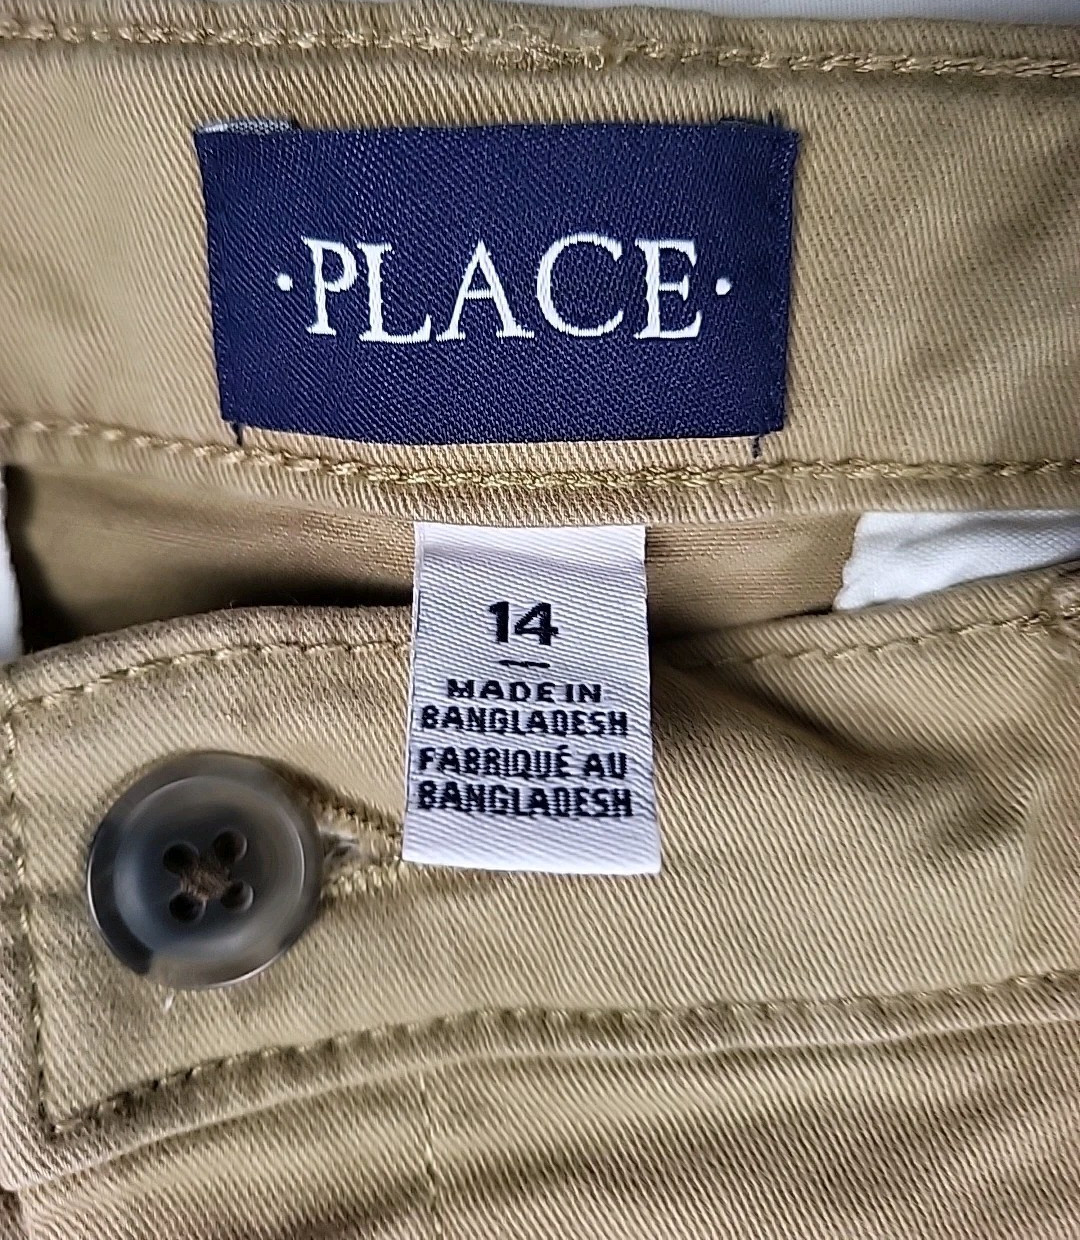 ·PLACE·
14
—
MADE IN
BANGLADESH
FABRIQUÉ AU
BANGLADESH